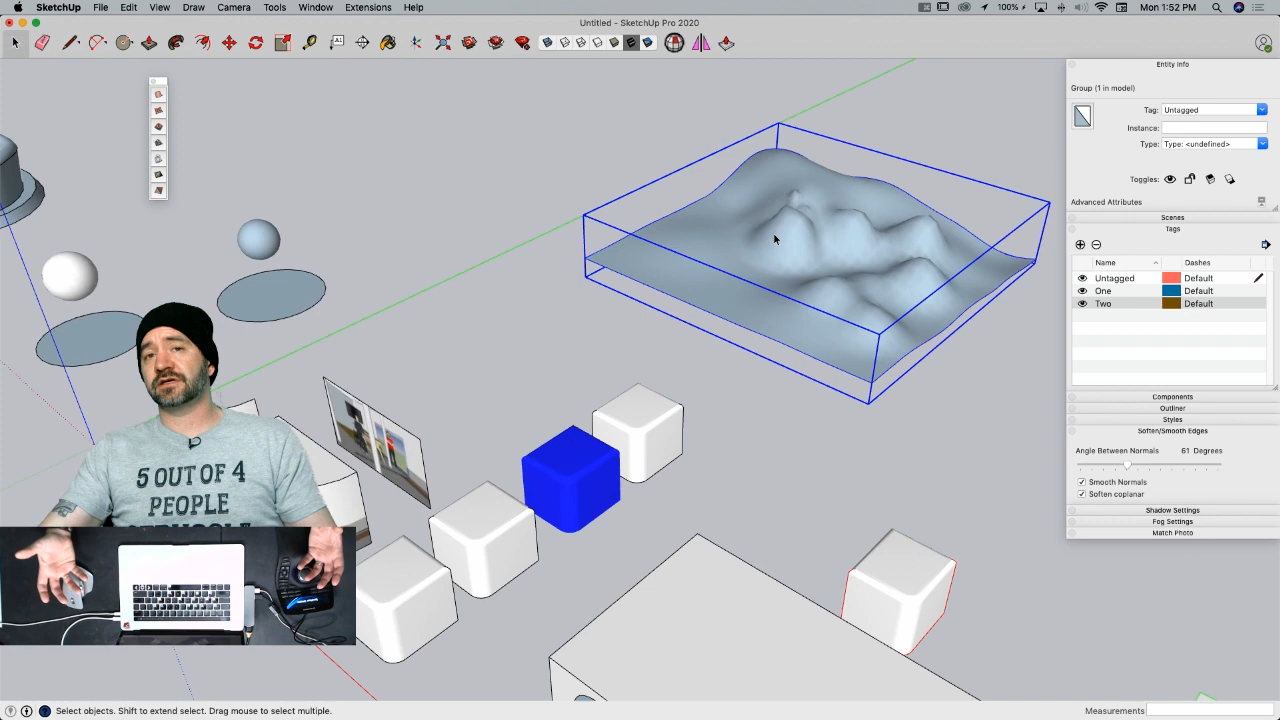 SketchUp File Edit View Draw Camera Tools Window Extensions Help
100% Mon 1:52 PM
Untitled - SketchUp Pro 2020
Entity Info
Group (1 in model)
Tag: Untagged
Instance:
Type: Type: <undefined>
Toggles:
Advanced Attributes
Scenes
Tags
Name Dashes
Untagged Default
One Default
Two Default
Components
Outliner
Styles
Soften/Smooth Edges
Angle Between Normals 61 Degrees
Smooth Normals
Soften coplanar
Shadow Settings
Fog Settings
Match Photo
5 OUT OF 4
PEOPLE
Select objects. Shift to extend select. Drag mouse to select multiple.
Measurements